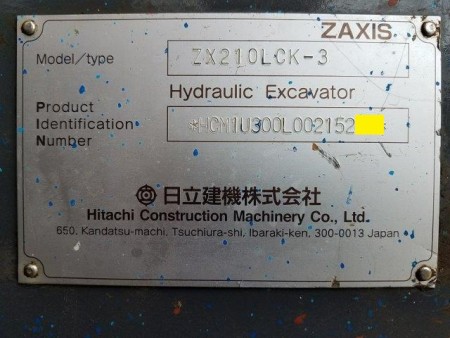 ZAXIS
Model/type ZX210LCK-3
Hydraulic Excavator
Product
Identification *HCM1U300L002152
Number
日立建機株式会社
Hitachi Construction Machinery Co., Ltd.
650, Kandatsu-machi, Tsuchiura-shi, Ibaraki-ken, 300-0013 Japan